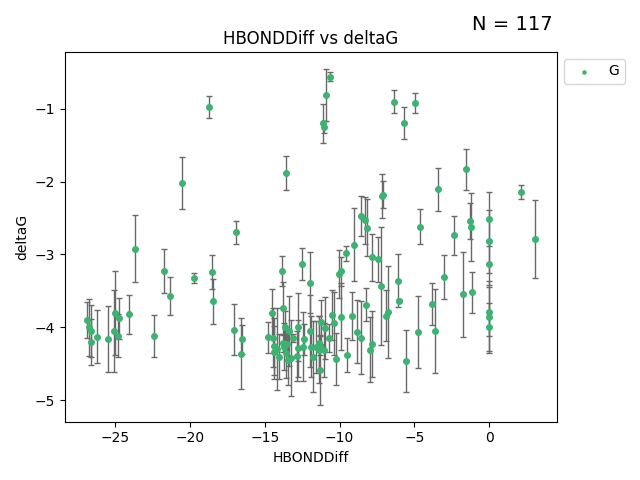 N = 117
HBONDDiff vs deltaG
G
deltaG
−1
−2
−3
−4
−5
−25
−20
−15
−10
−5
0
HBONDDiff